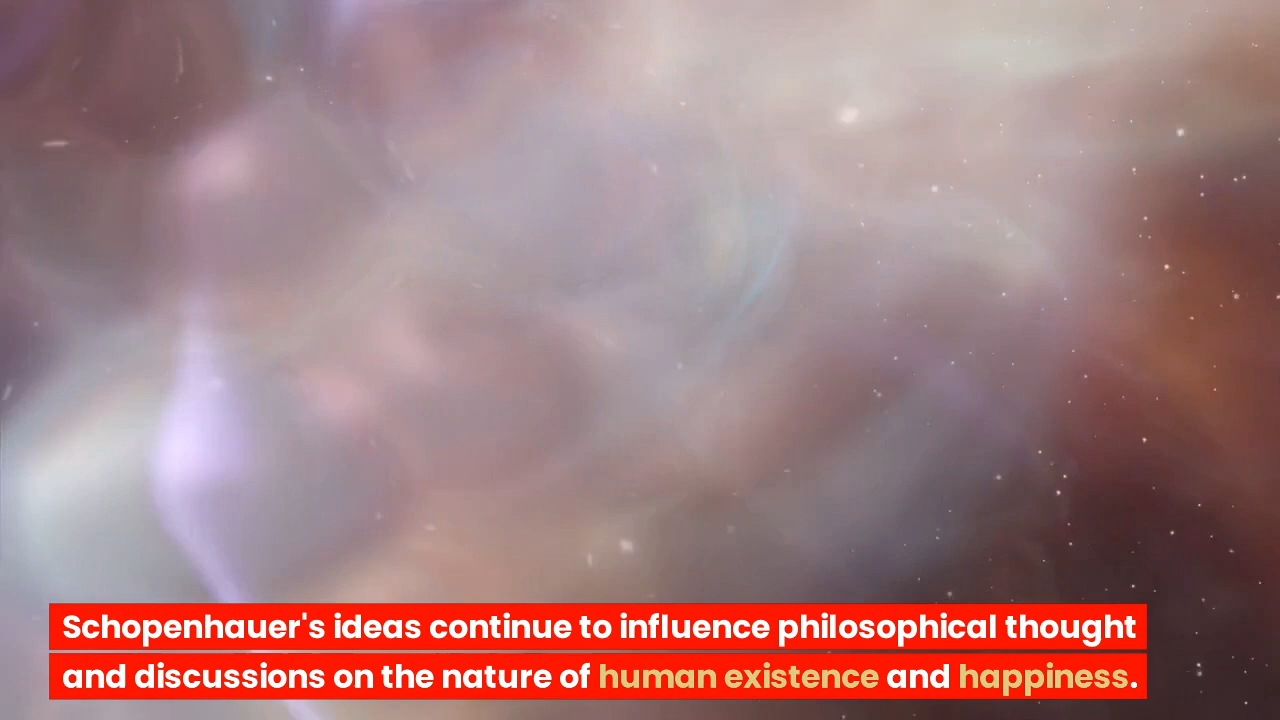 Schopenhauer's ideas continue to influence philosophical thought
and discussions on the nature of human existence and happiness.